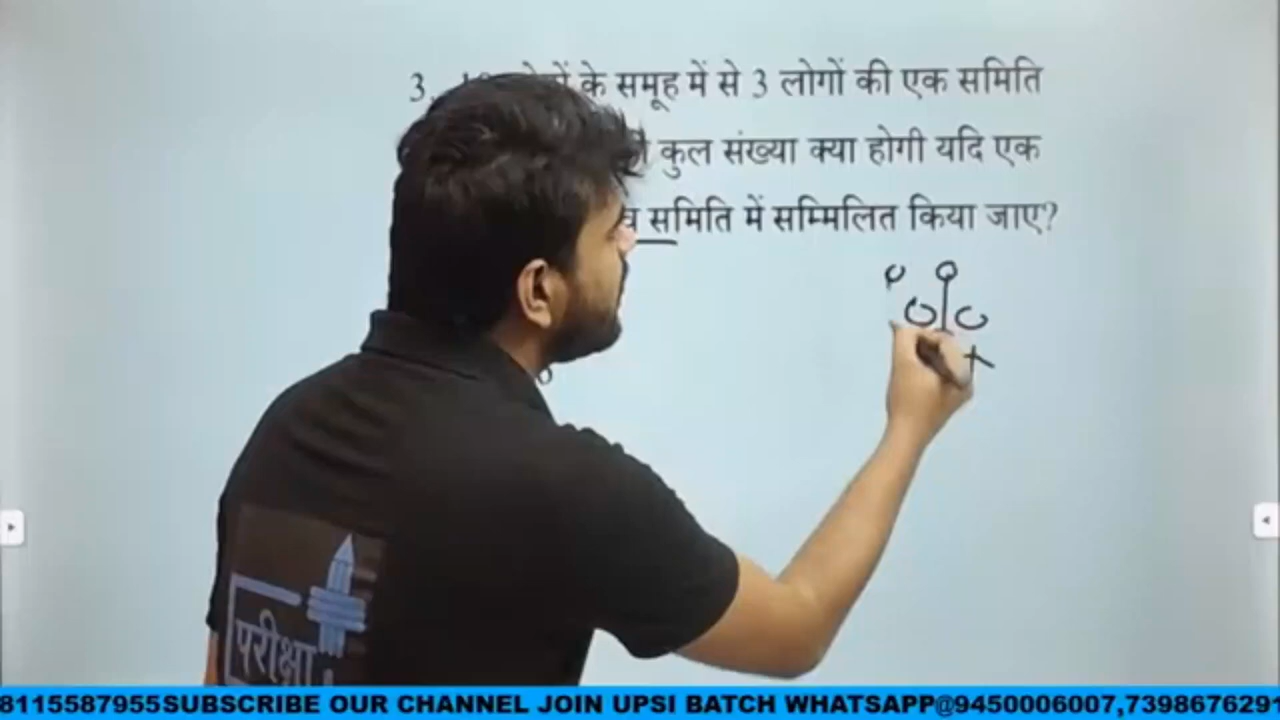 3. के समूह में से 3 लोगों की एक समिति
कुल संख्या क्या होगी यदि एक
समिति में सम्मिलित किया जाए?
परीक्षा
8115587955SUBSCRIBE OUR CHANNEL JOIN UPSI BATCH WHATSAPP@9450006007,7398676291